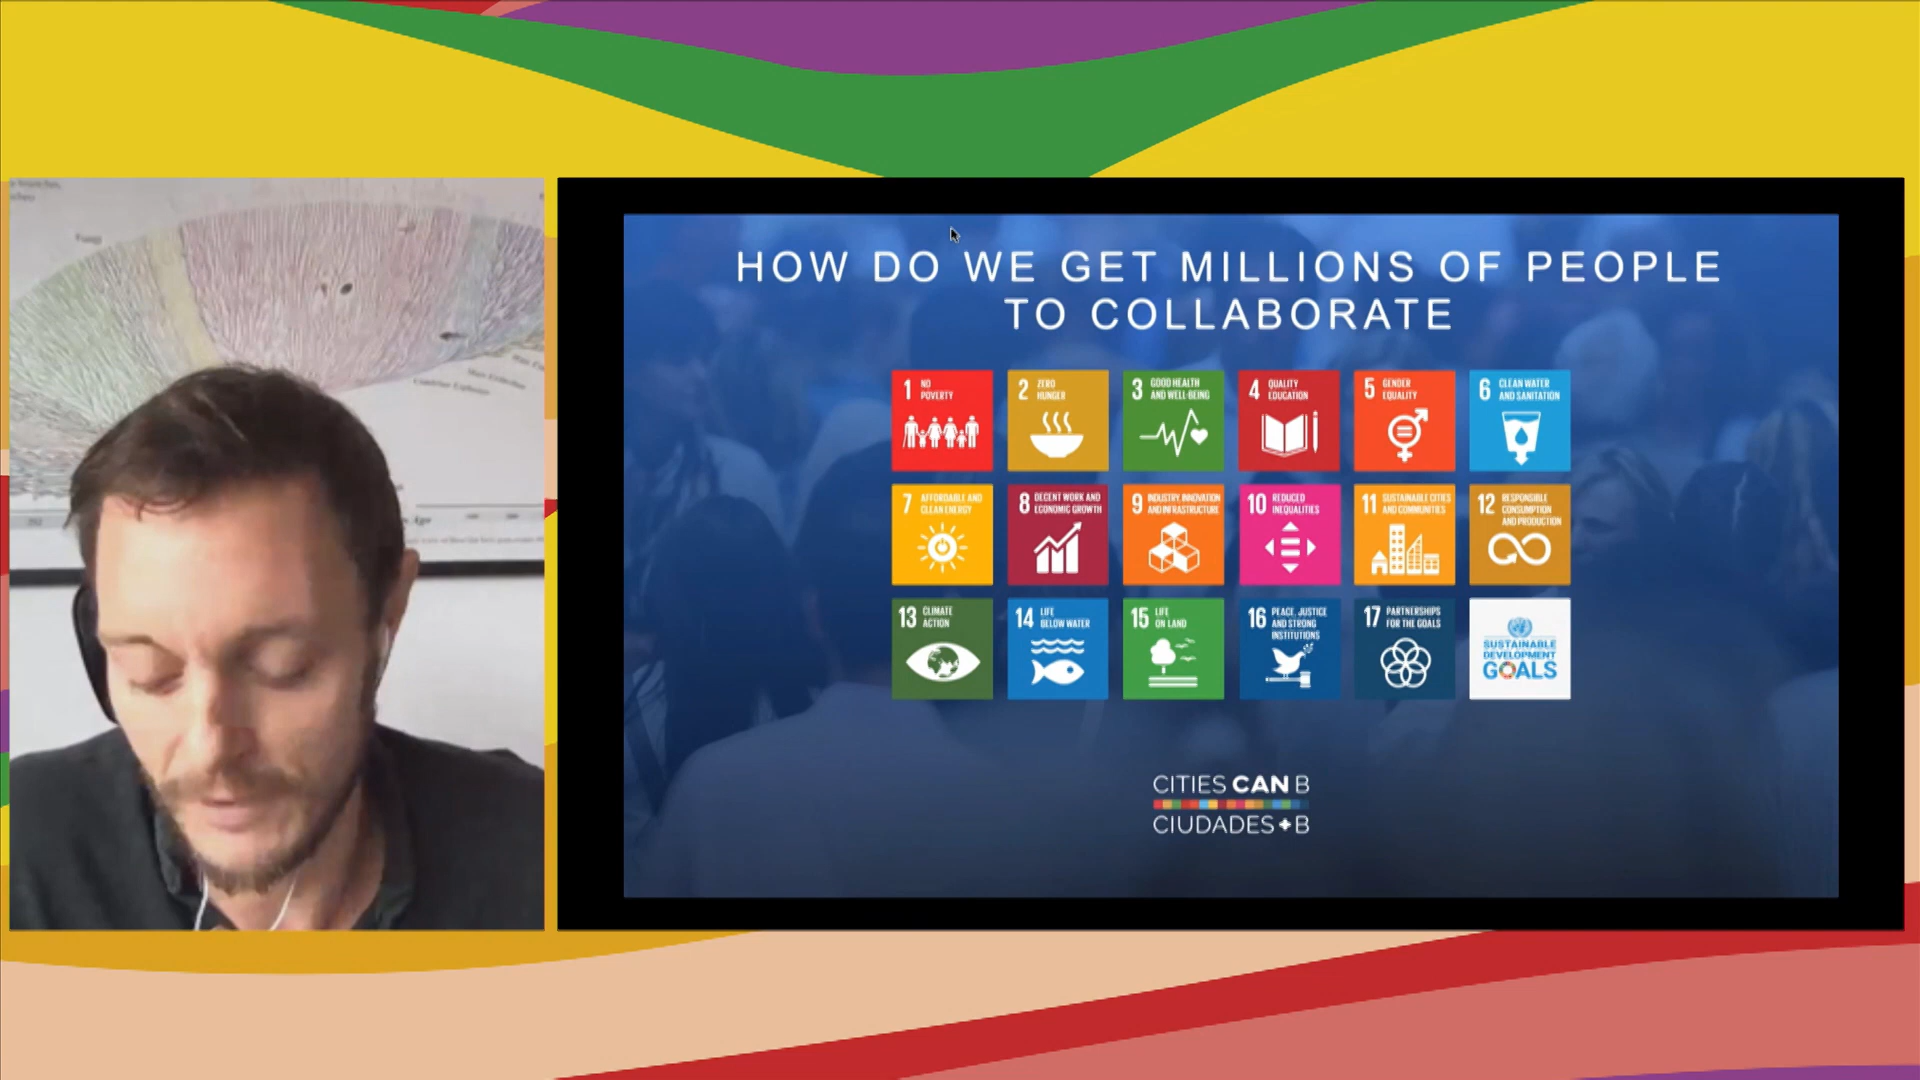 Fungi
HOW DO WE GET MILLIONS OF PEOPLE
TO COLLABORATE
1 NO
POVERTY
2 ZERO
HUNGER
3 GOOD HEALTH
AND WELL-BEING
4 QUALITY
EDUCATION
5 GENDER
EQUALITY
6 CLEAN WATER
AND SANITATION
7 AFFORDABLE AND
CLEAN ENERGY
8 DECENT WORK AND
ECONOMIC GROWTH
9 INDUSTRY, INNOVATION
AND INFRASTRUCTURE
10 REDUCED
INEQUALITIES
11 SUSTAINABLE CITIES
AND COMMUNITIES
12 RESPONSIBLE
CONSUMPTION
AND PRODUCTION
13 CLIMATE
ACTION
14 LIFE
BELOW WATER
15 LIFE
ON LAND
16 PEACE, JUSTICE
AND STRONG
INSTITUTIONS
17 PARTNERSHIPS
FOR THE GOALS
SUSTAINABLE
DEVELOPMENT
GOALS
CITIES CAN B
CIUDADES+B